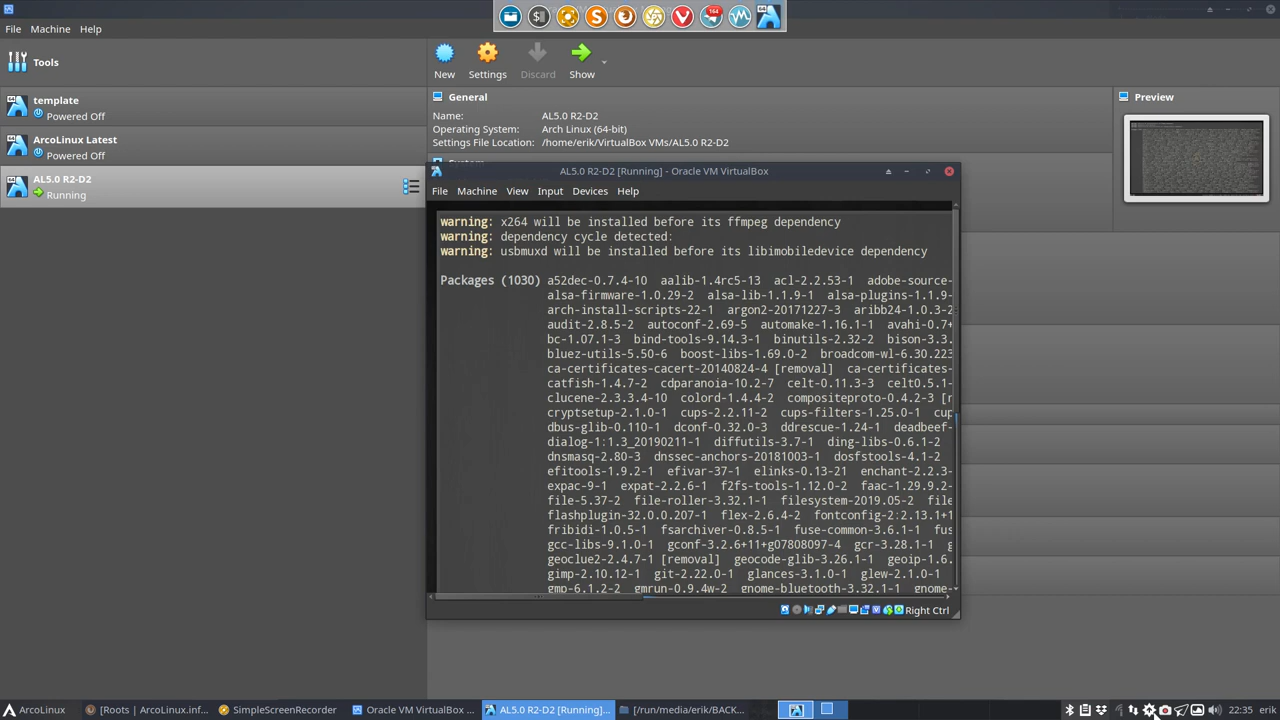 File Machine Help
Tools
template
Powered Off
ArcoLinux Latest
Powered Off
AL5.0 R2-D2
Running
164
New Settings Discard Show
General
Name: AL5.0 R2-D2
Operating System: Arch Linux (64-bit)
Settings File Location: /home/erik/VirtualBox VMs/AL5.0 R2-D2
Preview
AL5.0 R2-D2 [Running] - Oracle VM VirtualBox
File Machine View Input Devices Help
warning: x264 will be installed before its ffmpeg dependency
warning: dependency cycle detected:
warning: usbmuxd will be installed before its libimobiledevice dependency
Packages (1030) a52dec-0.7.4-10 aalib-1.4rc5-13 acl-2.2.53-1 adobe-source-
alsa-firmware-1.0.29-2 alsa-lib-1.1.9-1 alsa-plugins-1.1.9-
arch-install-scripts-22-1 argon2-20171227-3 aribb24-1.0.3-2
audit-2.8.5-2 autoconf-2.69-5 automake-1.16.1-1 avahi-0.7+
bc-1.07.1-3 bind-tools-9.14.3-1 binutils-2.32-2 bison-3.3.
bluez-utils-5.50-6 boost-libs-1.69.0-2 broadcom-wl-6.30.223
ca-certificates-cacert-20140824-4 [removal] ca-certificates-
catfish-1.4.7-2 cdparanoia-10.2-7 celt-0.11.3-3 celt0.5.1-
clucene-2.3.3.4-10 colord-1.4.4-2 compositeproto-0.4.2-3 [r
cryptsetup-2.1.0-1 cups-2.2.11-2 cups-filters-1.25.0-1 cup
dbus-glib-0.110-1 dconf-0.32.0-3 ddrescue-1.24-1 deadbeef-
dialog-1:1.3_20190211-1 diffutils-3.7-1 ding-libs-0.6.1-2
dnsmasq-2.80-3 dnssec-anchors-20181003-1 dosfstools-4.1-2
efitools-1.9.2-1 efivar-37-1 elinks-0.13-21 enchant-2.2.3-
expac-9-1 expat-2.2.6-1 f2fs-tools-1.12.0-2 faac-1.29.9.2-
file-5.37-2 file-roller-3.32.1-1 filesystem-2019.05-2 file
flashplugin-32.0.0.207-1 flex-2.6.4-2 fontconfig-2:2.13.1+1
fribidi-1.0.5-1 fsarchiver-0.8.5-1 fuse-common-3.6.1-1 fus
gcc-libs-9.1.0-1 gconf-3.2.6+11+g07808097-4 gcr-3.28.1-1 g
geoclue2-2.4.7-1 [removal] geocode-glib-3.26.1-1 geoip-1.6.
gimp-2.10.12-1 git-2.22.0-1 glances-3.1.0-1 glew-2.1.0-1
gmp-6.1.2-2 gmrun-0.9.4w-2 gnome-bluetooth-3.32.1-1 gnome-
Right Ctrl
ArcoLinux [Roots | ArcoLinux.inf... SimpleScreenRecorder Oracle VM VirtualBox ... AL5.0 R2-D2 [Running]... [/run/media/erik/BACK... 22:35 erik